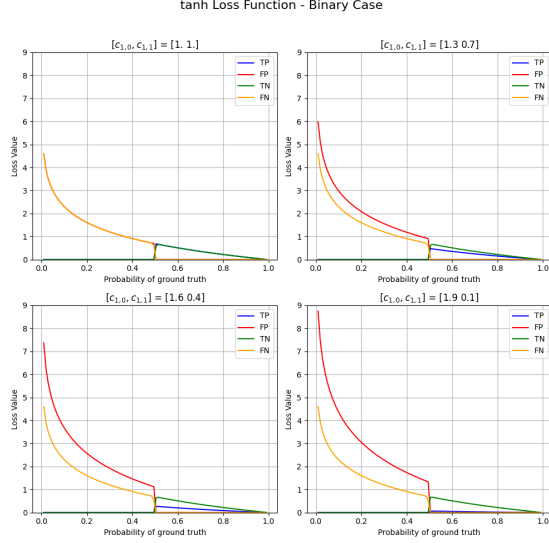 tanh Loss Function - Binary Case
[c1,0, c1,1] = [1. 1.]
9
8
7
6
5
4
3
2
1
0
Loss Value
0.0 0.2 0.4 0.6 0.8 1.0
Probability of ground truth
TP
FP
TN
FN
[c1,0, c1,1] = [1.3 0.7]
9
8
7
6
5
4
3
2
1
0
Loss Value
0.0 0.2 0.4 0.6 0.8 1.0
Probability of ground truth
TP
FP
TN
FN
[c1,0, c1,1] = [1.6 0.4]
9
8
7
6
5
4
3
2
1
0
Loss Value
0.0 0.2 0.4 0.6 0.8 1.0
Probability of ground truth
TP
FP
TN
FN
[c1,0, c1,1] = [1.9 0.1]
9
8
7
6
5
4
3
2
1
0
Loss Value
0.0 0.2 0.4 0.6 0.8 1.0
Probability of ground truth
TP
FP
TN
FN